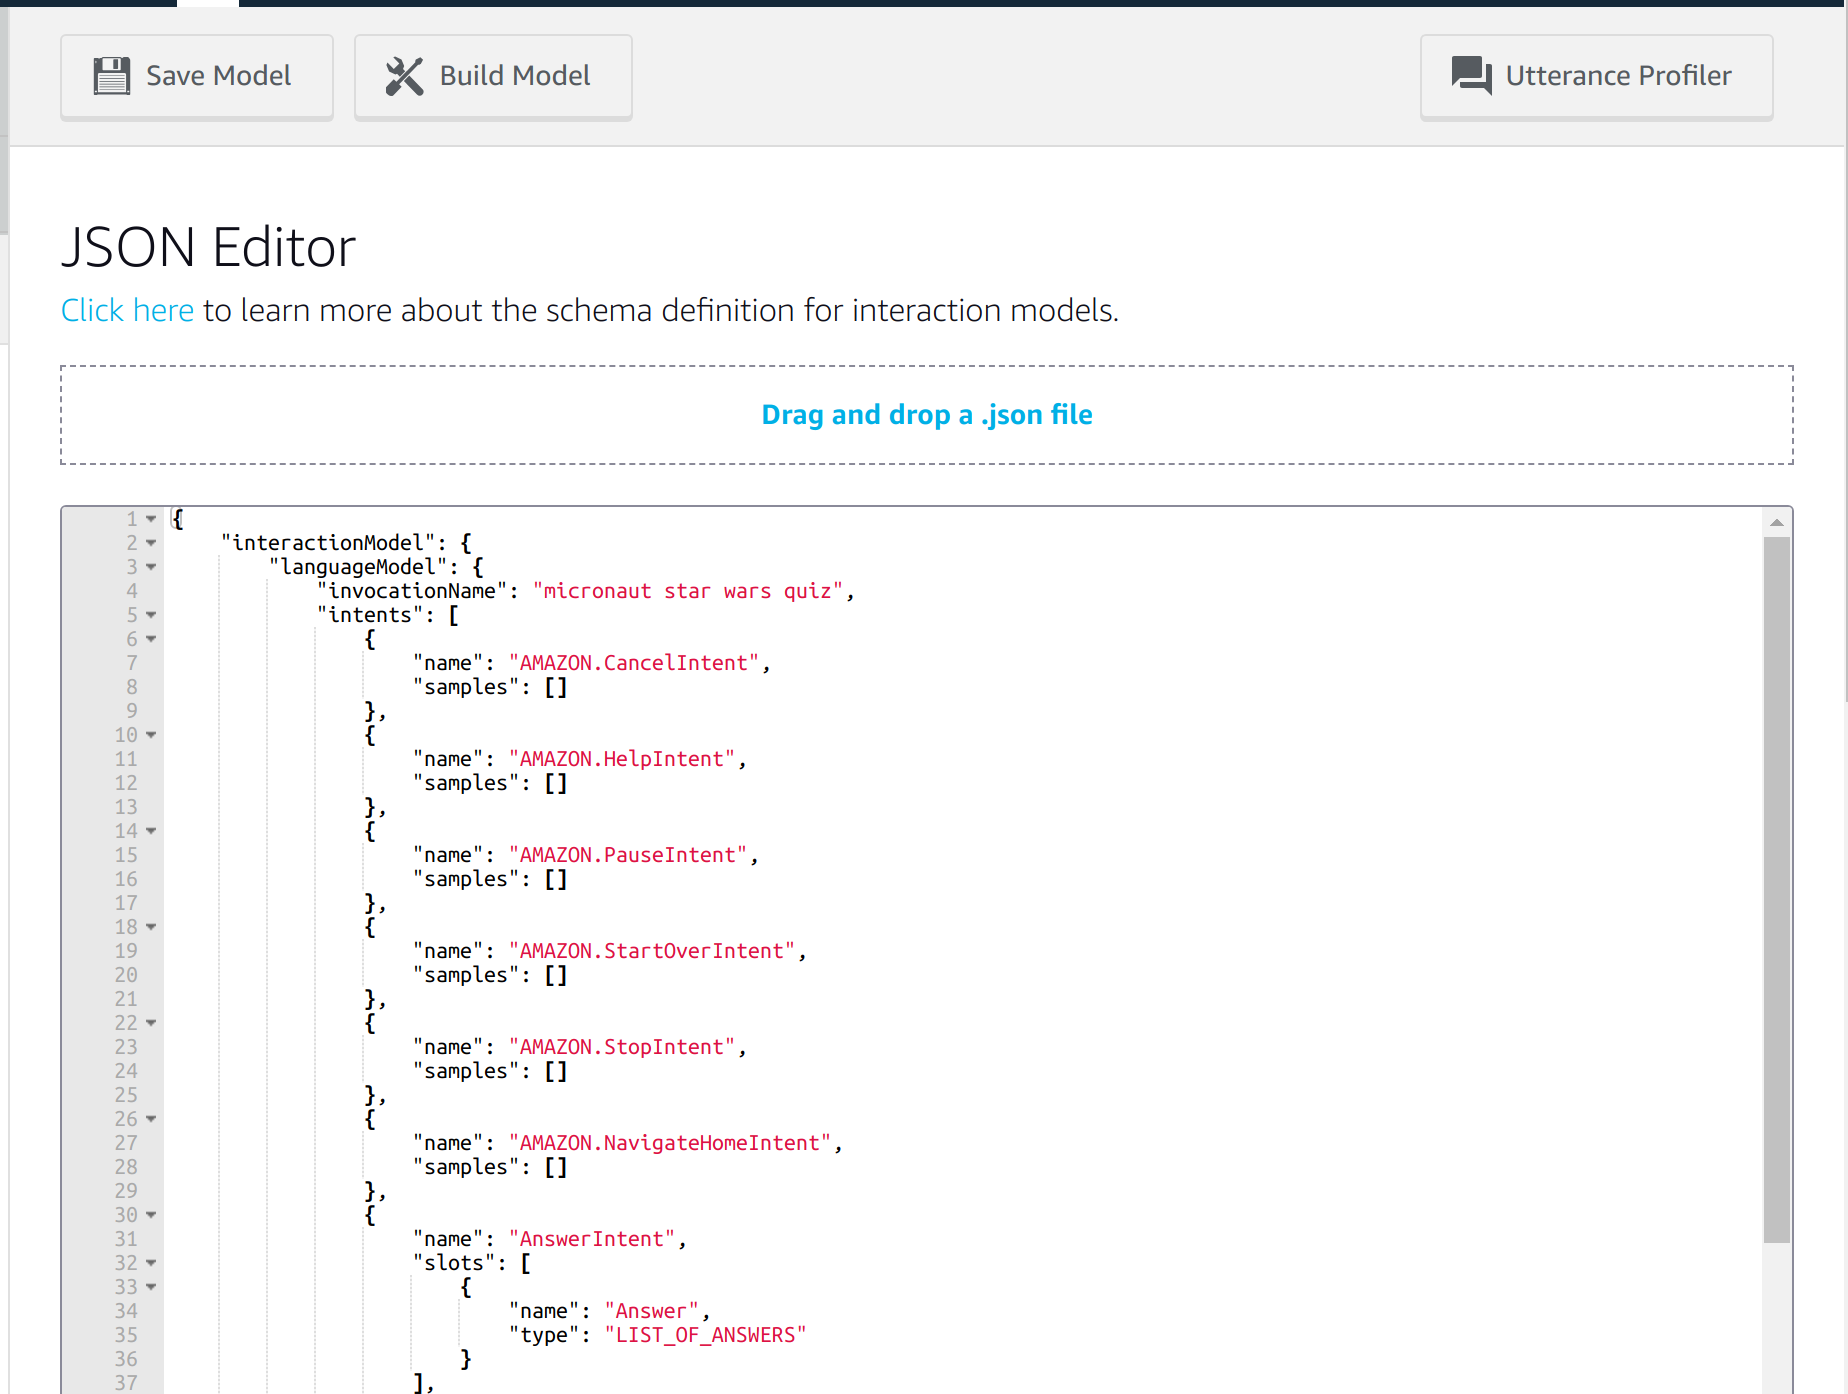 Save Model
Build Model
Utterance Profiler
JSON Editor
Click here to learn more about the schema definition for interaction models.
Drag and drop a .json file
1 {
2 "interactionModel": {
3 "languageModel": {
4 "invocationName": "micronaut star wars quiz",
5 "intents": [
6 {
7 "name": "AMAZON.CancelIntent",
8 "samples": []
9 },
10 {
11 "name": "AMAZON.HelpIntent",
12 "samples": []
13 },
14 {
15 "name": "AMAZON.PauseIntent",
16 "samples": []
17 },
18 {
19 "name": "AMAZON.StartOverIntent",
20 "samples": []
21 },
22 {
23 "name": "AMAZON.StopIntent",
24 "samples": []
25 },
26 {
27 "name": "AMAZON.NavigateHomeIntent",
28 "samples": []
29 },
30 {
31 "name": "AnswerIntent",
32 "slots": [
33 {
34 "name": "Answer",
35 "type": "LIST_OF_ANSWERS"
36 }
37 ],